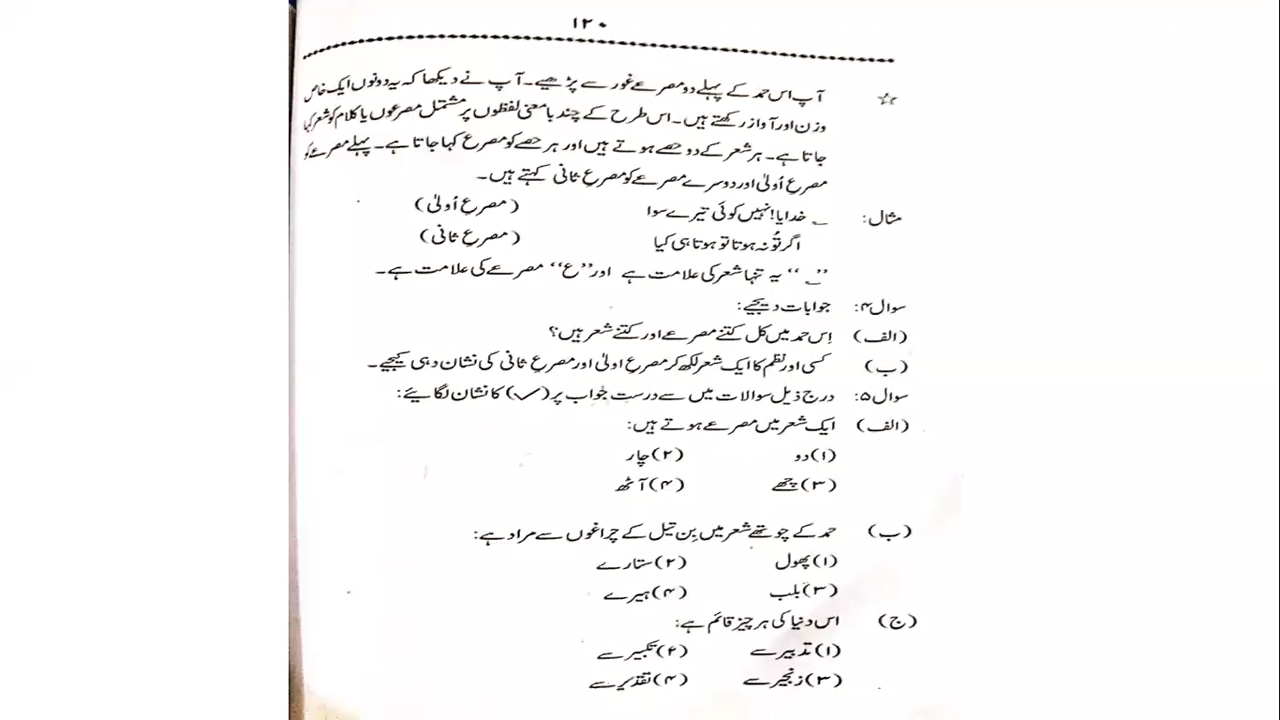 ۱۲۰
☆ آپ اس حمد کے پہلے دو مصرعے غور سے پڑھیے۔ آپ نے دیکھا کہ یہ دونوں ایک خاص
وزن اور آواز رکھتے ہیں۔ اس طرح کے چند بامعنی لفظوں پر مشتمل مصرعوں یا کلام کو شعر کہا
جاتا ہے۔ ہر شعر کے دو حصے ہوتے ہیں اور ہر حصے کو مصرع کہا جاتا ہے۔ پہلے مصرعے کو
مصرعِ اُولیٰ اور دوسرے مصرعے کو مصرعِ ثانی کہتے ہیں۔
مثال: ؎ خدایا! نہیں کوئی تیرے سوا (مصرعِ اُولیٰ)
اگر تُو نہ ہوتا تو ہوتا ہی کیا (مصرعِ ثانی)
”؎“ یہ تنہا شعر کی علامت ہے اور ”ع“ مصرعے کی علامت ہے۔
سوال ۴: جوابات دیجیے:
(الف) اِس حمد میں کل کتنے مصرعے اور کتنے شعر ہیں؟
(ب) کسی اور نظم کا ایک شعر لکھ کر مصرعِ اولیٰ اور مصرعِ ثانی کی نشان دہی کیجیے۔
سوال ۵: درج ذیل سوالات میں سے درست جواب پر (✓) کا نشان لگائیے:
(الف) ایک شعر میں مصرعے ہوتے ہیں:
(۱) دو (۲) چار
(۳) چھے (۴) آٹھ
(ب) حمد کے چوتھے شعر میں بِن تیل کے چراغوں سے مراد ہے:
(۱) پھول (۲) ستارے
(۳) بلب (۴) ہیرے
(ج) اس دنیا کی ہر چیز قائم ہے:
(۱) تدبیر سے (۲) تکبیر سے
(۳) زنجیر سے (۴) تقدیر سے